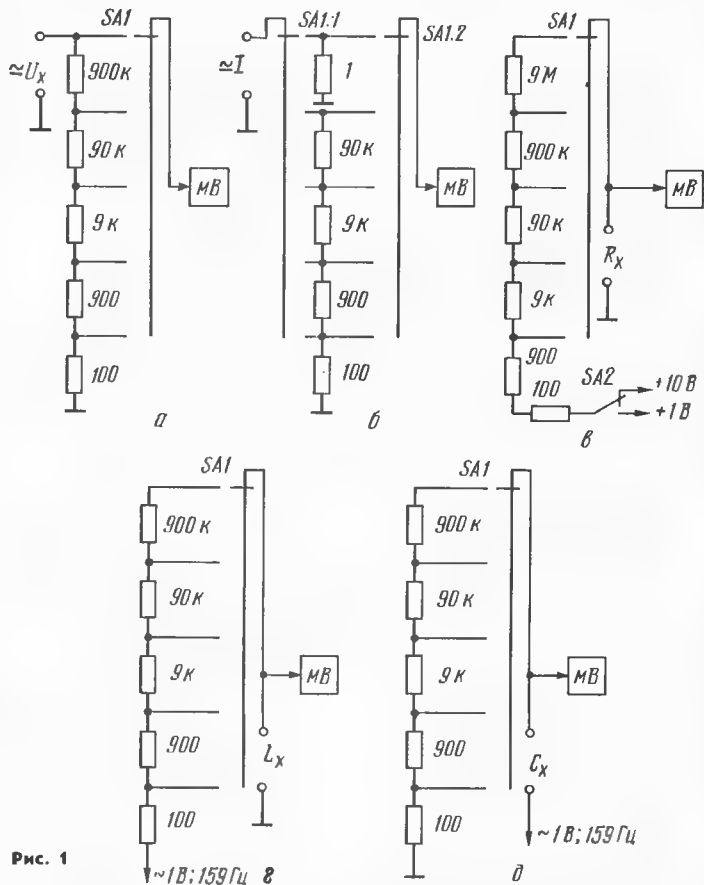 SA1
≃Uₓ
900к
90к
9к
900
100
мВ
а
SA1.1
SA1.2
≃I
1
90к
9к
900
100
мВ
б
SA1
9М
900к
90к
9к
900
100
SA2
+10В
+1В
мВ
Rₓ
в
SA1
900к
90к
9к
900
100
мВ
Lₓ
~1В; 159Гц
г
SA1
900к
90к
9к
900
100
мВ
Cₓ
~1В; 159Гц
д
Рис. 1